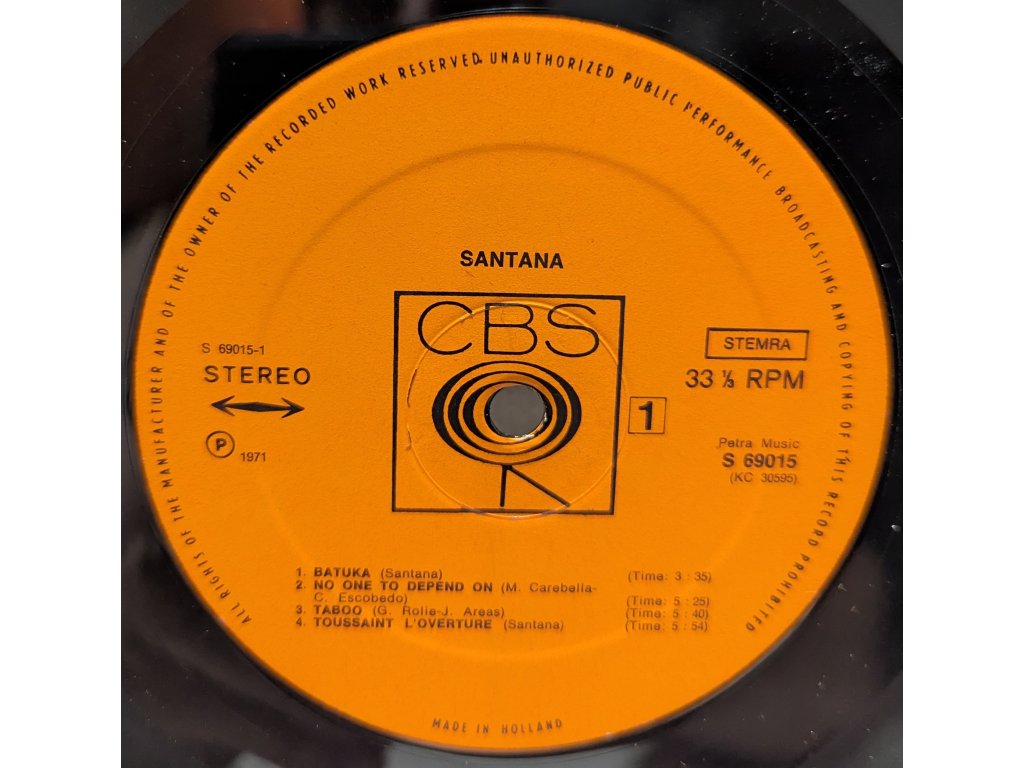 ALL RIGHTS OF THE MANUFACTURER AND OF THE OWNER OF THE RECORDED WORK RESERVED. UNAUTHORIZED PUBLIC PERFORMANCE BROADCASTING AND COPYING OF THIS RECORD PROHIBITED
SANTANA
CBS
S 69015-1
STEREO
STEMRA
33 ⅓ RPM
1
Ⓟ 1971
Petra Music
S 69015
(KC 30595)
1. BATUKA (Santana) (Time: 3 : 35)
2. NO ONE TO DEPEND ON (M. Carebella-
C. Escobedo) (Time: 5 : 25)
3. TABOO (G. Rolie-J. Areas) (Time: 5 : 40)
4. TOUSSAINT L'OVERTURE (Santana) (Time: 5 : 54)
MADE IN HOLLAND